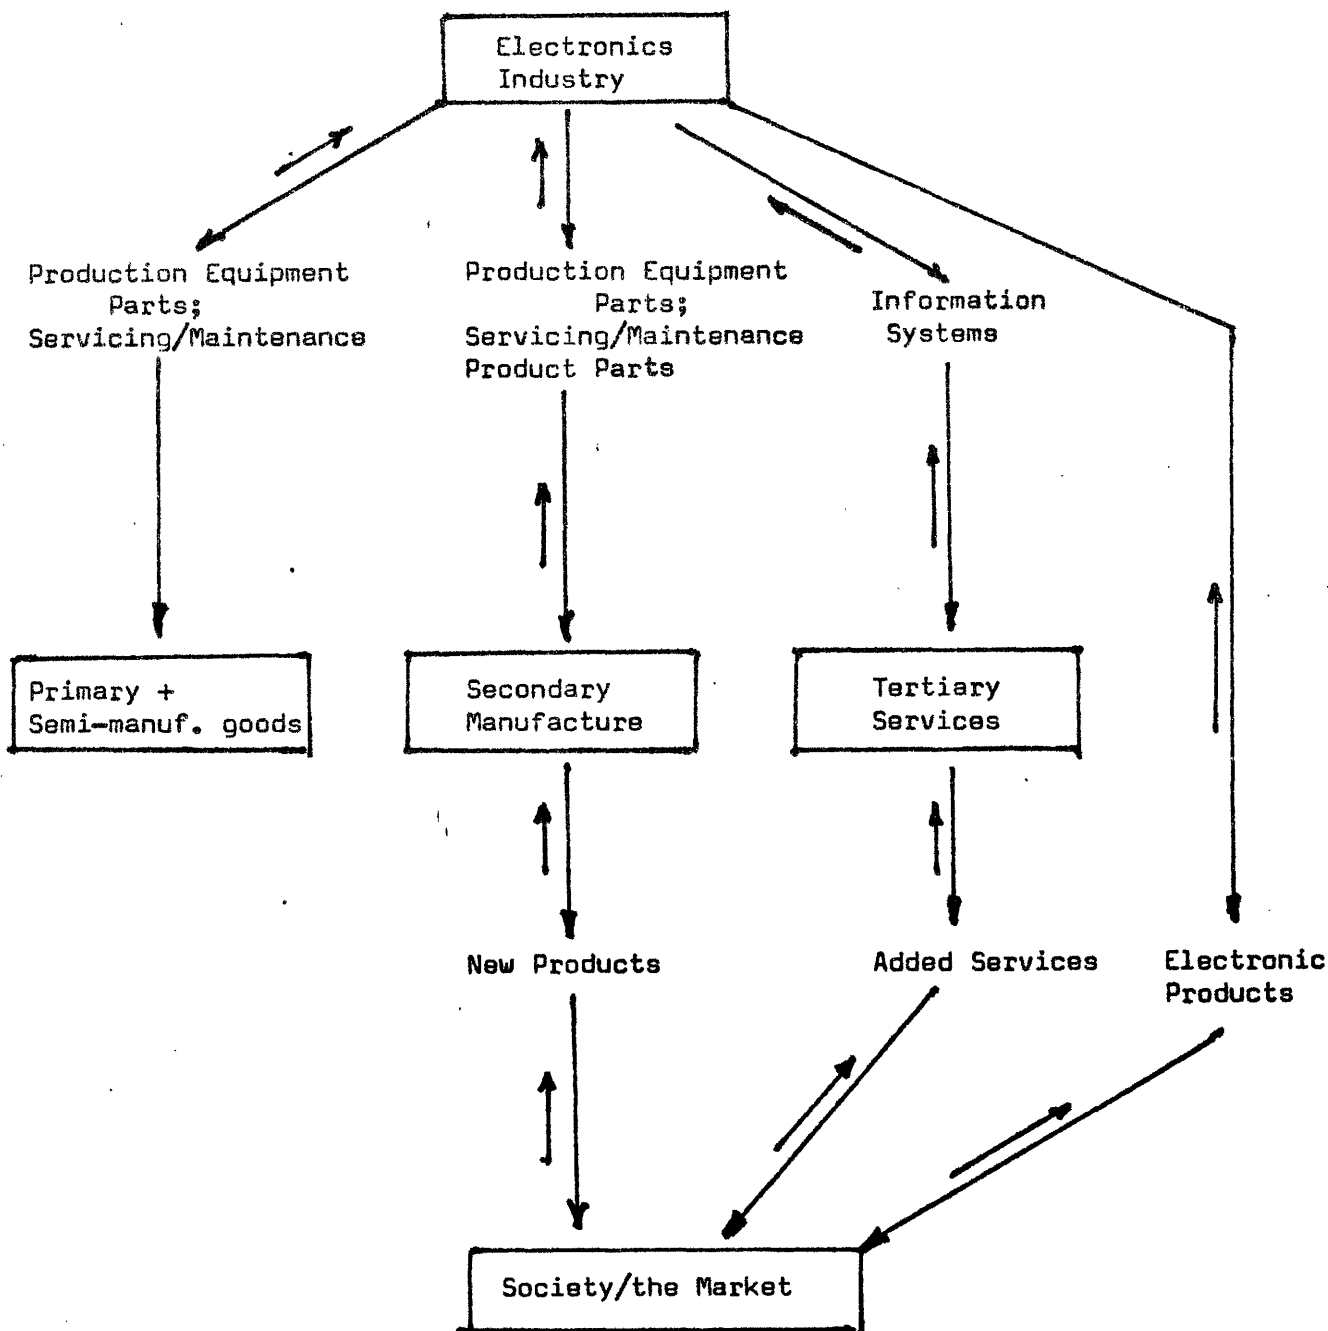 Electronics
Industry
Production Equipment
Parts;
Servicing/Maintenance
Production Equipment
Parts;
Servicing/Maintenance
Product Parts
Information
Systems
Primary +
Semi-manuf. goods
Secondary
Manufacture
Tertiary
Services
New Products
Added Services
Electronic
Products
Society/the Market